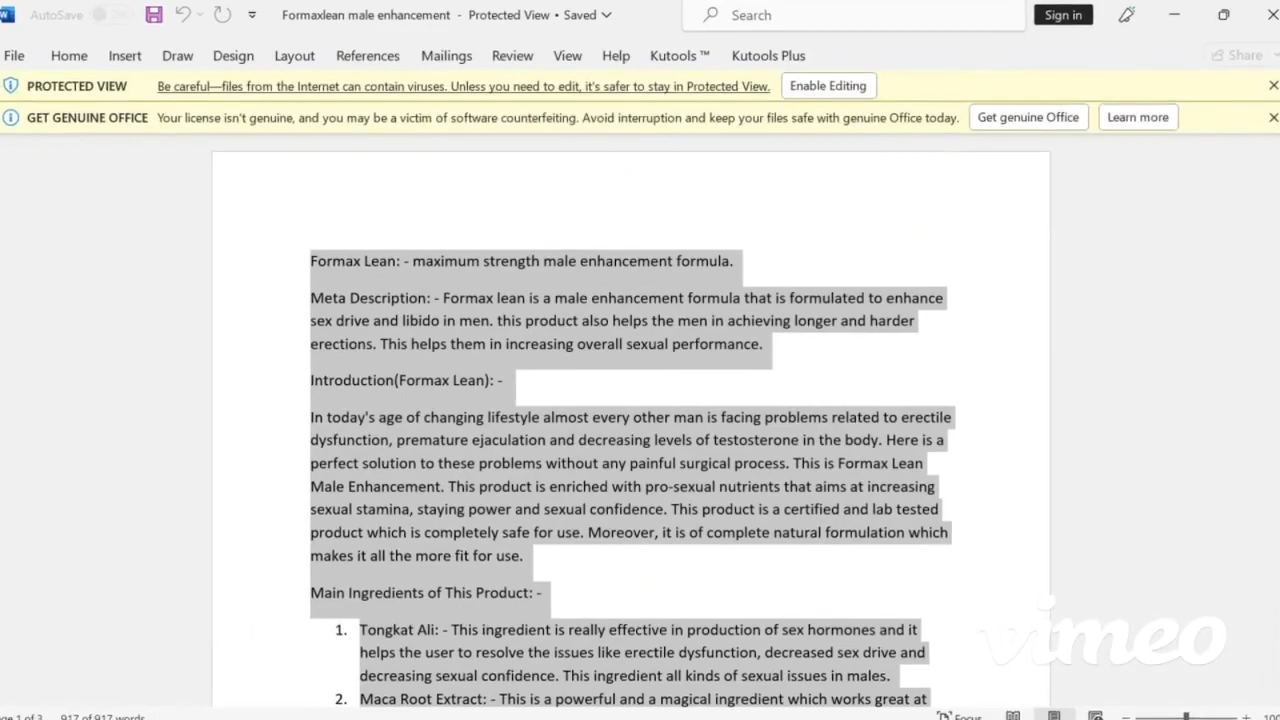 AutoSave
Formaxlean male enhancement - Protected View • Saved
Search
Sign in
File Home Insert Draw Design Layout References Mailings Review View Help Kutools ™ Kutools Plus Share
PROTECTED VIEW Be careful—files from the Internet can contain viruses. Unless you need to edit, it's safer to stay in Protected View. Enable Editing
GET GENUINE OFFICE Your license isn't genuine, and you may be a victim of software counterfeiting. Avoid interruption and keep your files safe with genuine Office today. Get genuine Office Learn more
Formax Lean: - maximum strength male enhancement formula.
Meta Description: - Formax lean is a male enhancement formula that is formulated to enhance
sex drive and libido in men. this product also helps the men in achieving longer and harder
erections. This helps them in increasing overall sexual performance.
Introduction(Formax Lean): -
In today's age of changing lifestyle almost every other man is facing problems related to erectile
dysfunction, premature ejaculation and decreasing levels of testosterone in the body. Here is a
perfect solution to these problems without any painful surgical process. This is Formax Lean
Male Enhancement. This product is enriched with pro-sexual nutrients that aims at increasing
sexual stamina, staying power and sexual confidence. This product is a certified and lab tested
product which is completely safe for use. Moreover, it is of complete natural formulation which
makes it all the more fit for use.
Main Ingredients of This Product: -
1. Tongkat Ali: - This ingredient is really effective in production of sex hormones and it
helps the user to resolve the issues like erectile dysfunction, decreased sex drive and
decreasing sexual confidence. This ingredient all kinds of sexual issues in males.
2. Maca Root Extract: - This is a powerful and a magical ingredient which works great at
vimeo
1 of 3 917 of 917 words Focus